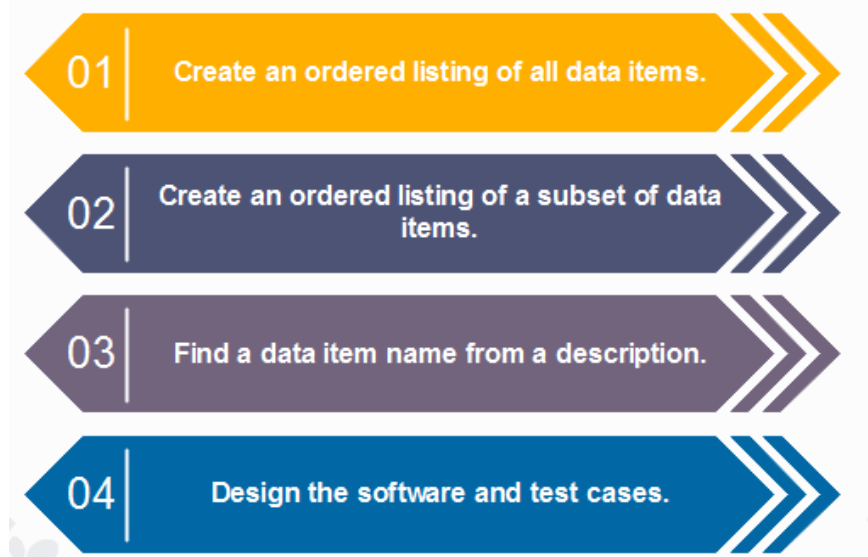 01 Create an ordered listing of all data items.
02 Create an ordered listing of a subset of data
items.
03 Find a data item name from a description.
04 Design the software and test cases.